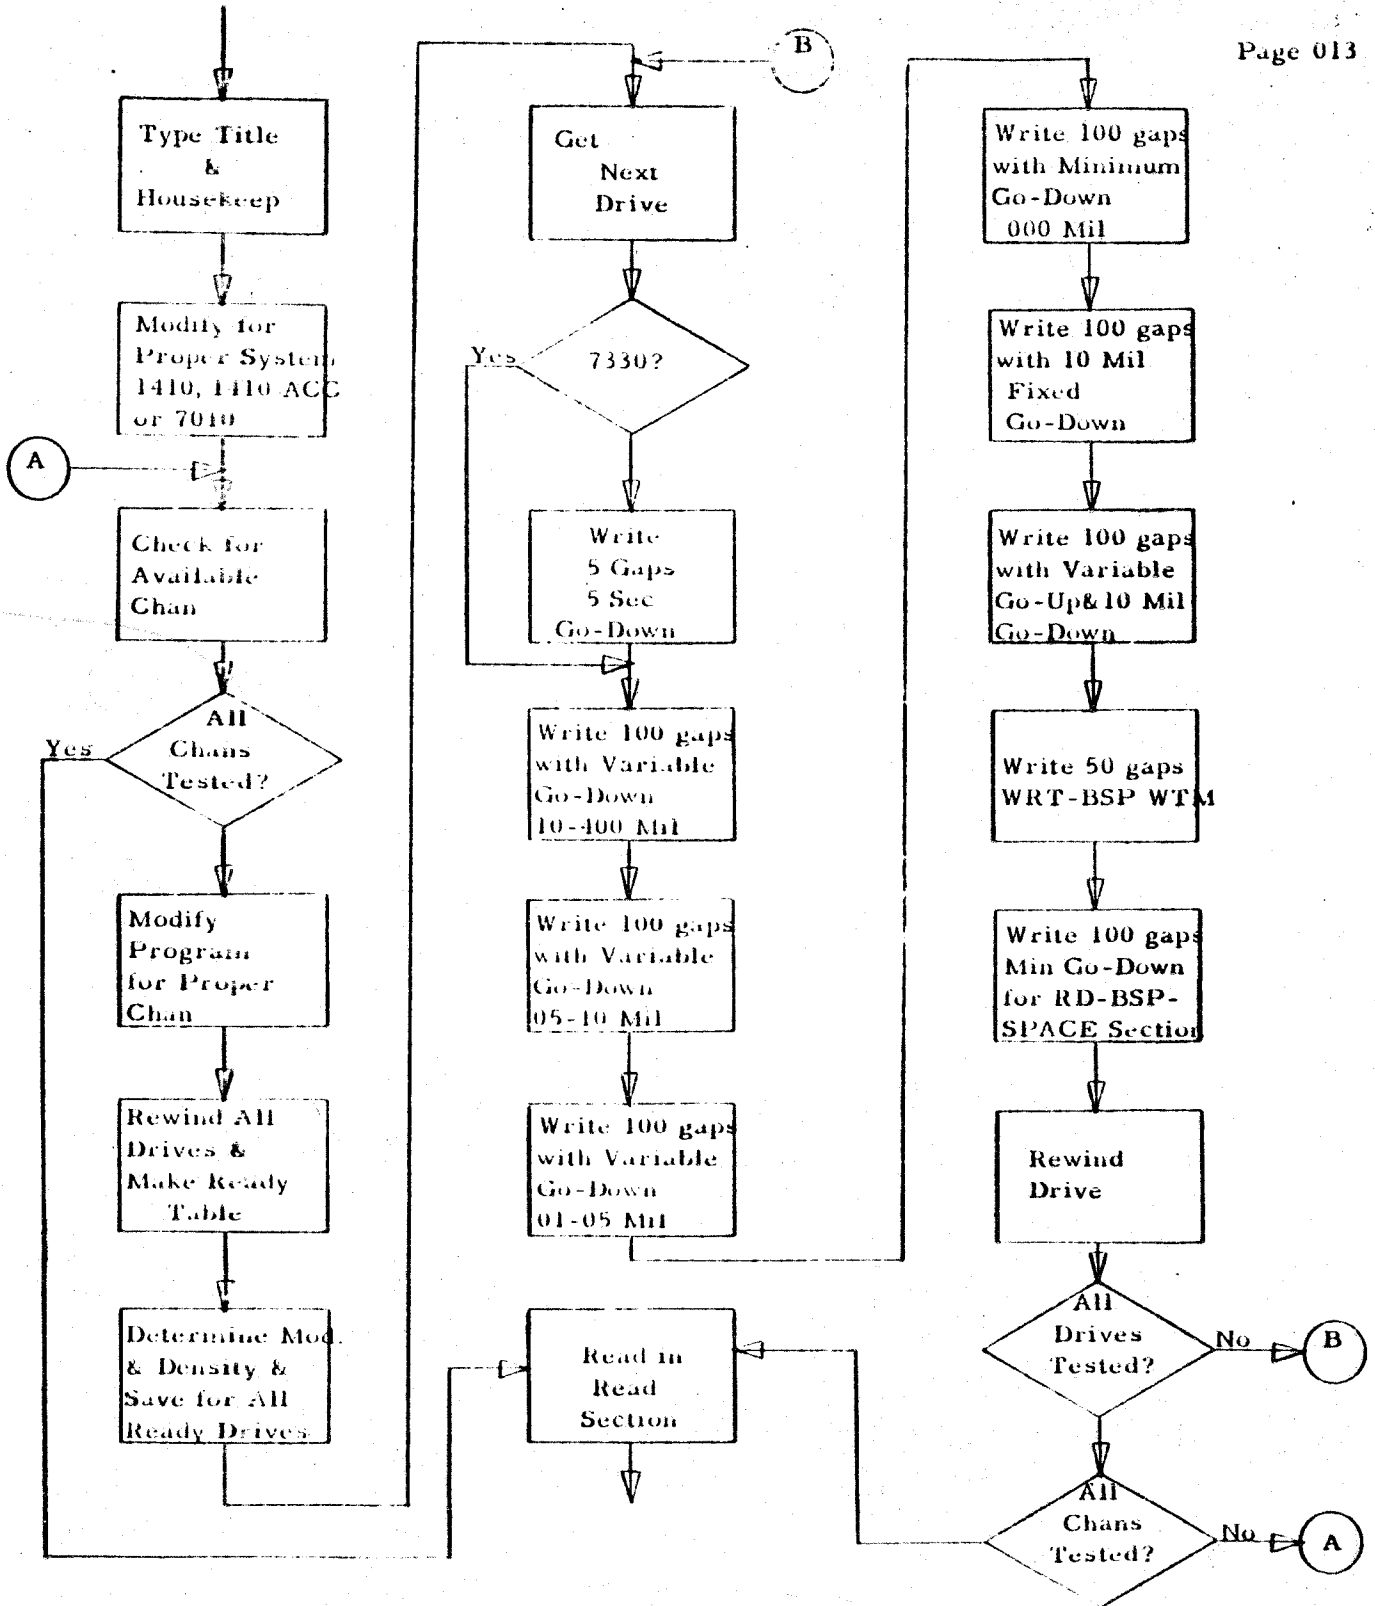 Page 013
Type Title
&
Housekeep
Modify for
Proper System
1410, 1410 ACC
or 7010
A
Check for
Available
Chan
All
Chans
Tested?
Yes
Modify
Program
for Proper
Chan
Rewind All
Drives &
Make Ready
Table
Determine Mod.
& Density &
Save for All
Ready Drives
B
Get
Next
Drive
7330?
Yes
Write
5 Gaps
5 Sec
Go-Down
Write 100 gaps
with Variable
Go-Down
10-400 Mil
Write 100 gaps
with Variable
Go-Down
05-10 Mil
Write 100 gaps
with Variable
Go-Down
01-05 Mil
Read in
Read
Section
Write 100 gaps
with Minimum
Go-Down
000 Mil
Write 100 gaps
with 10 Mil
Fixed
Go-Down
Write 100 gaps
with Variable
Go-Up&10 Mil
Go-Down
Write 50 gaps
WRT-BSP WTM
Write 100 gaps
Min Go-Down
for RD-BSP-
SPACE Section
Rewind
Drive
All
Drives
Tested?
No
B
All
Chans
Tested?
No
A